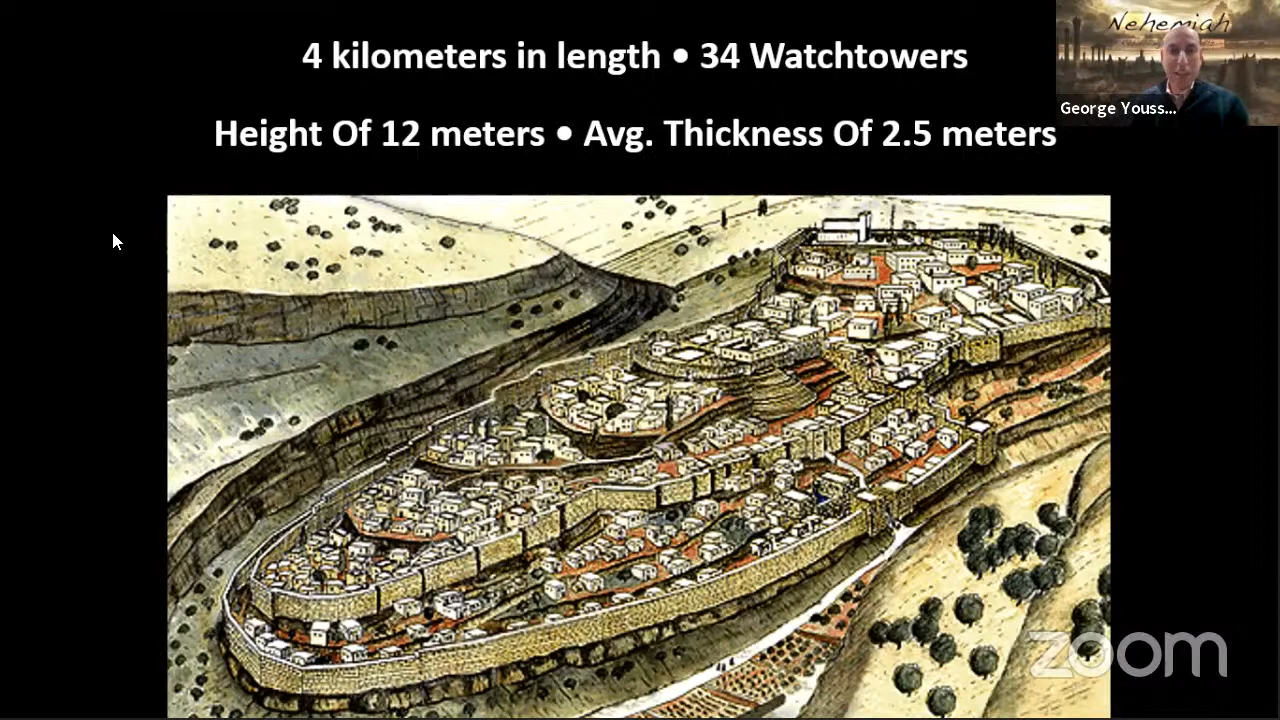 4 kilometers in length • 34 Watchtowers
Height Of 12 meters • Avg. Thickness Of 2.5 meters
Nehemiah
George Youss...
zoom